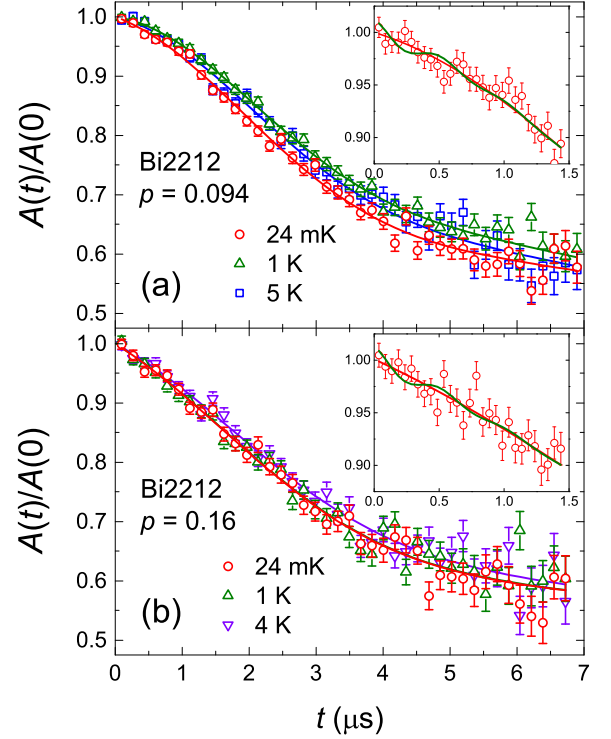 1.0
0.9
0.8
0.7
0.6
0.5
A(t)/A(0)
Bi2212
p = 0.094
24 mK
1 K
5 K
(a)
1.00
0.95
0.90
0.0 0.5 1.0 1.5
1.0
0.9
0.8
0.7
0.6
0.5
A(t)/A(0)
Bi2212
p = 0.16
24 mK
1 K
4 K
(b)
1.00
0.95
0.90
0.0 0.5 1.0 1.5
0 1 2 3 4 5 6 7
t (μs)